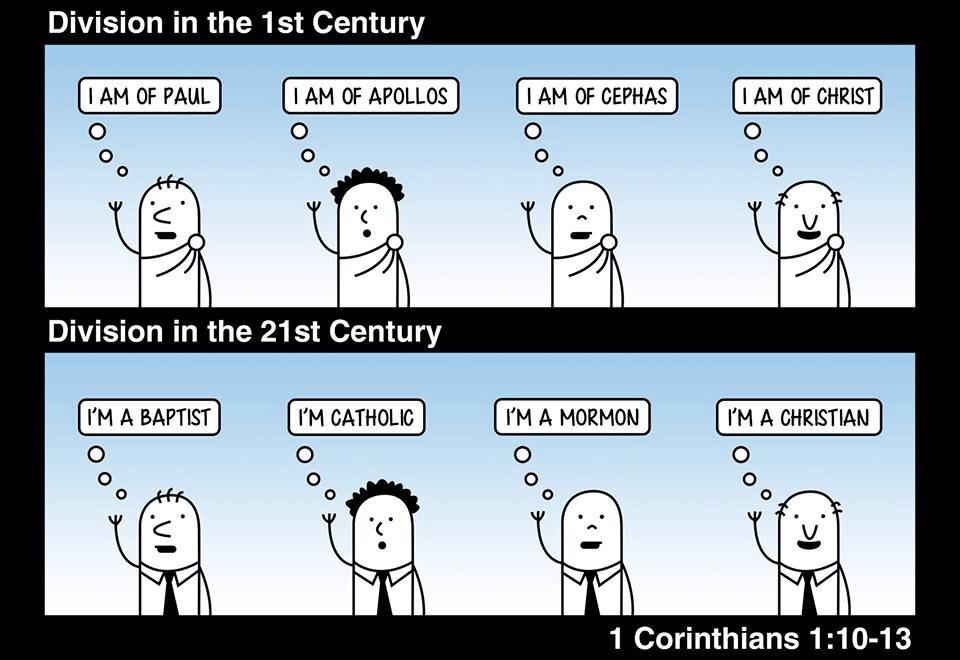 Division in the 1st Century
I AM OF PAUL
I AM OF APOLLOS
I AM OF CEPHAS
I AM OF CHRIST
Division in the 21st Century
I'M A BAPTIST
I'M CATHOLIC
I'M A MORMON
I'M A CHRISTIAN
1 Corinthians 1:10-13